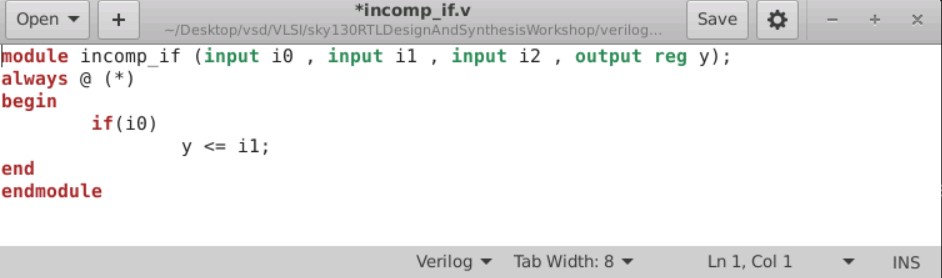 Open + *incomp_if.v Save
~/Desktop/vsd/VLSI/sky130RTLDesignAndSynthesisWorkshop/verilog...
module incomp_if (input i0 , input i1 , input i2 , output reg y);
always @ (*)
begin
if(i0)
y <= i1;
end
endmodule
Verilog Tab Width: 8 Ln 1, Col 1 INS